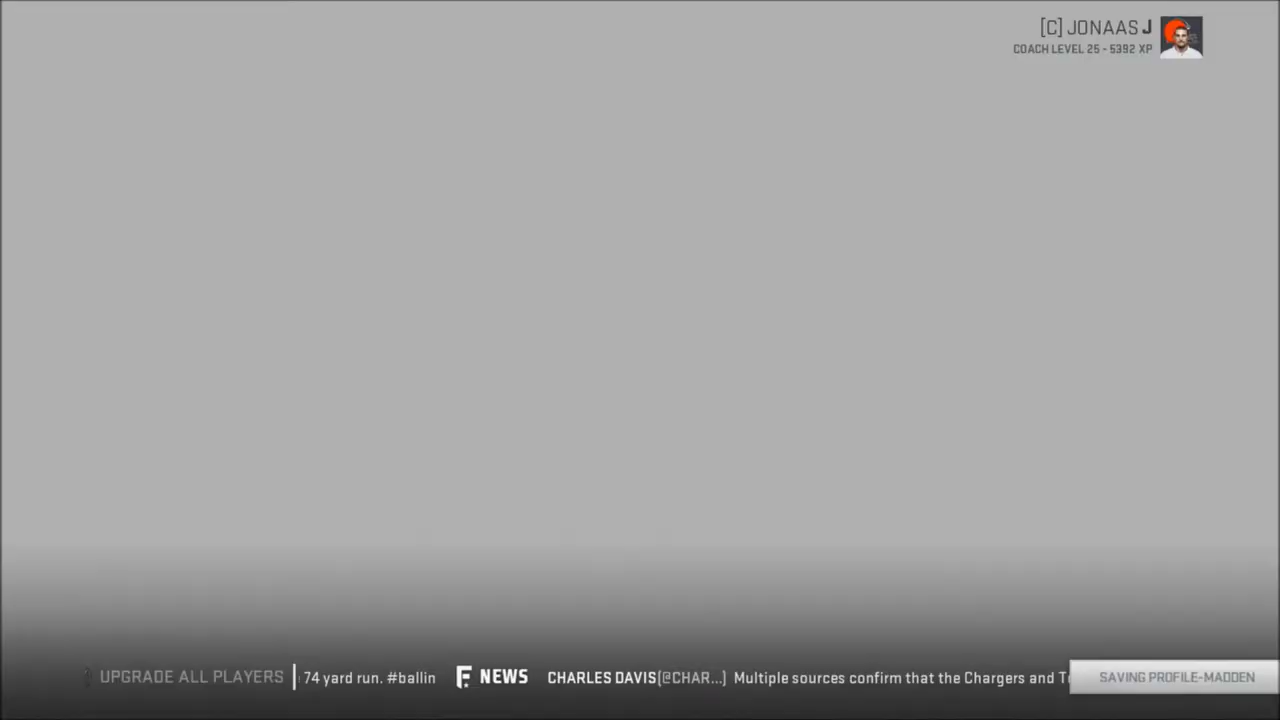 [C] JONAAS J
COACH LEVEL 25 - 5392 XP
UPGRADE ALL PLAYERS 74 yard run. #ballin NEWS CHARLES DAVIS(@CHAR...) Multiple sources confirm that the Chargers and SAVING PROFILE-MADDEN